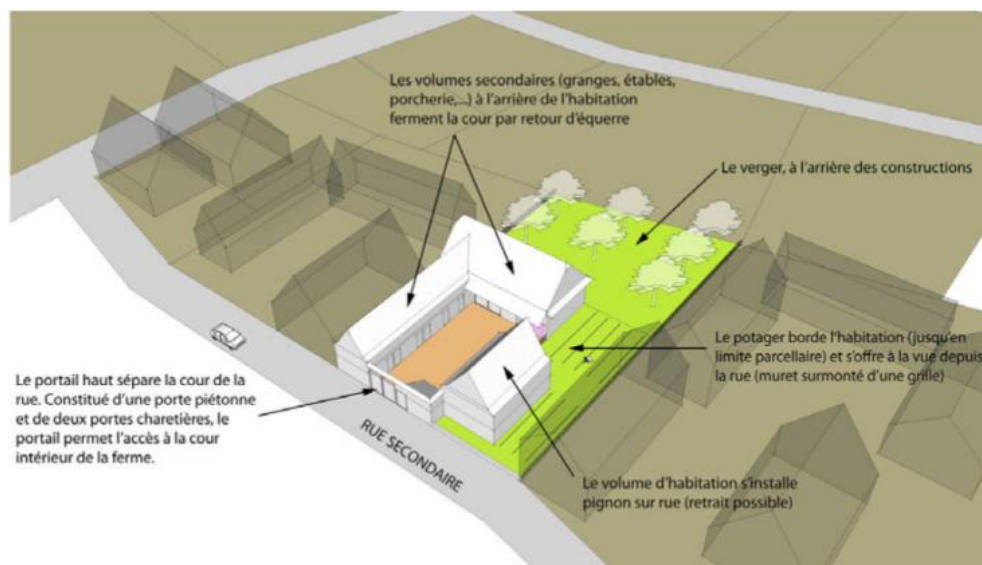 Les volumes secondaires (granges, étables,
porcherie,...) à l'arrière de l'habitation
ferment la cour par retour d'équerre
Le verger, à l'arrière des constructions
Le potager borde l'habitation (jusqu'en
limite parcellaire) et s'offre à la vue depuis
la rue (muret surmonté d'une grille)
Le portail haut sépare la cour de la
rue. Constitué d'une porte piétonne
et de deux portes charetières, le
portail permet l'accès à la cour
intérieur de la ferme.
RUE SECONDAIRE
Le volume d'habitation s'installe
pignon sur rue (retrait possible)